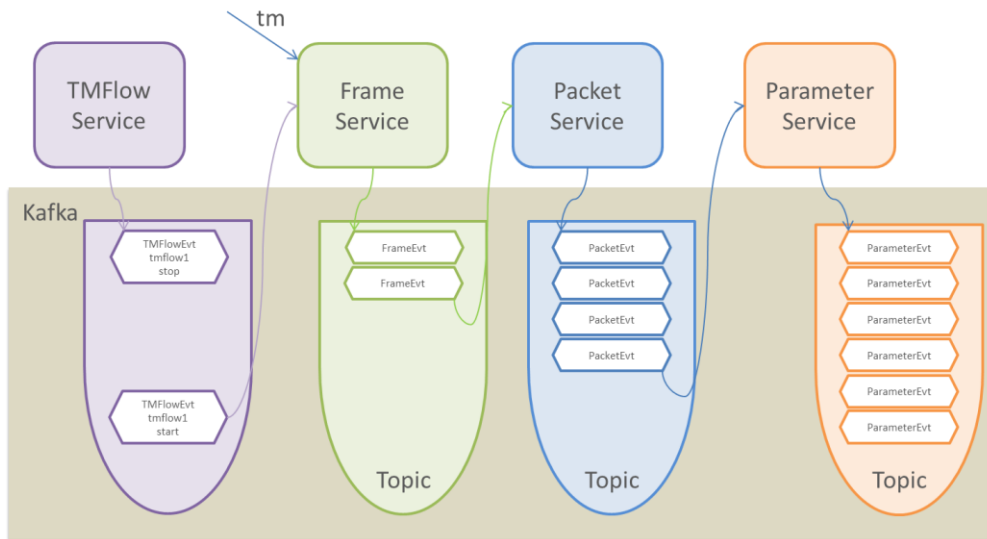 tm
TMFlow
Service
Frame
Service
Packet
Service
Parameter
Service
Kafka
TMFlowEvt
tmflow1
stop
TMFlowEvt
tmflow1
start
FrameEvt
FrameEvt
Topic
PacketEvt
PacketEvt
PacketEvt
PacketEvt
Topic
ParameterEvt
ParameterEvt
ParameterEvt
ParameterEvt
ParameterEvt
ParameterEvt
Topic